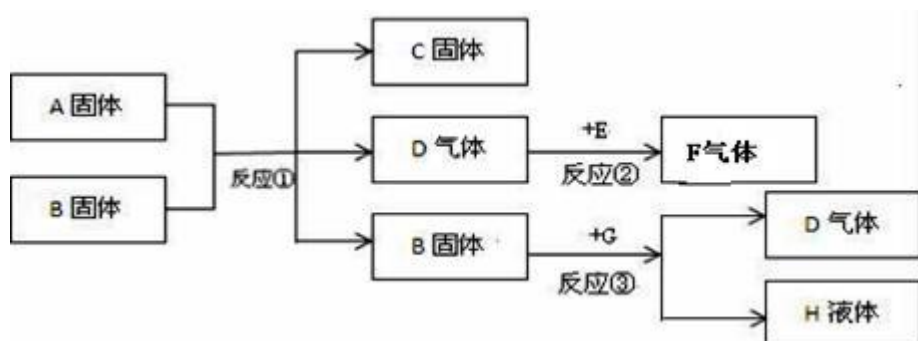 C 固体
A 固体
+E
D 气体
F气体
反应①
反应②
B 固体
+G
D 气体
B 固体
反应③
H 液体